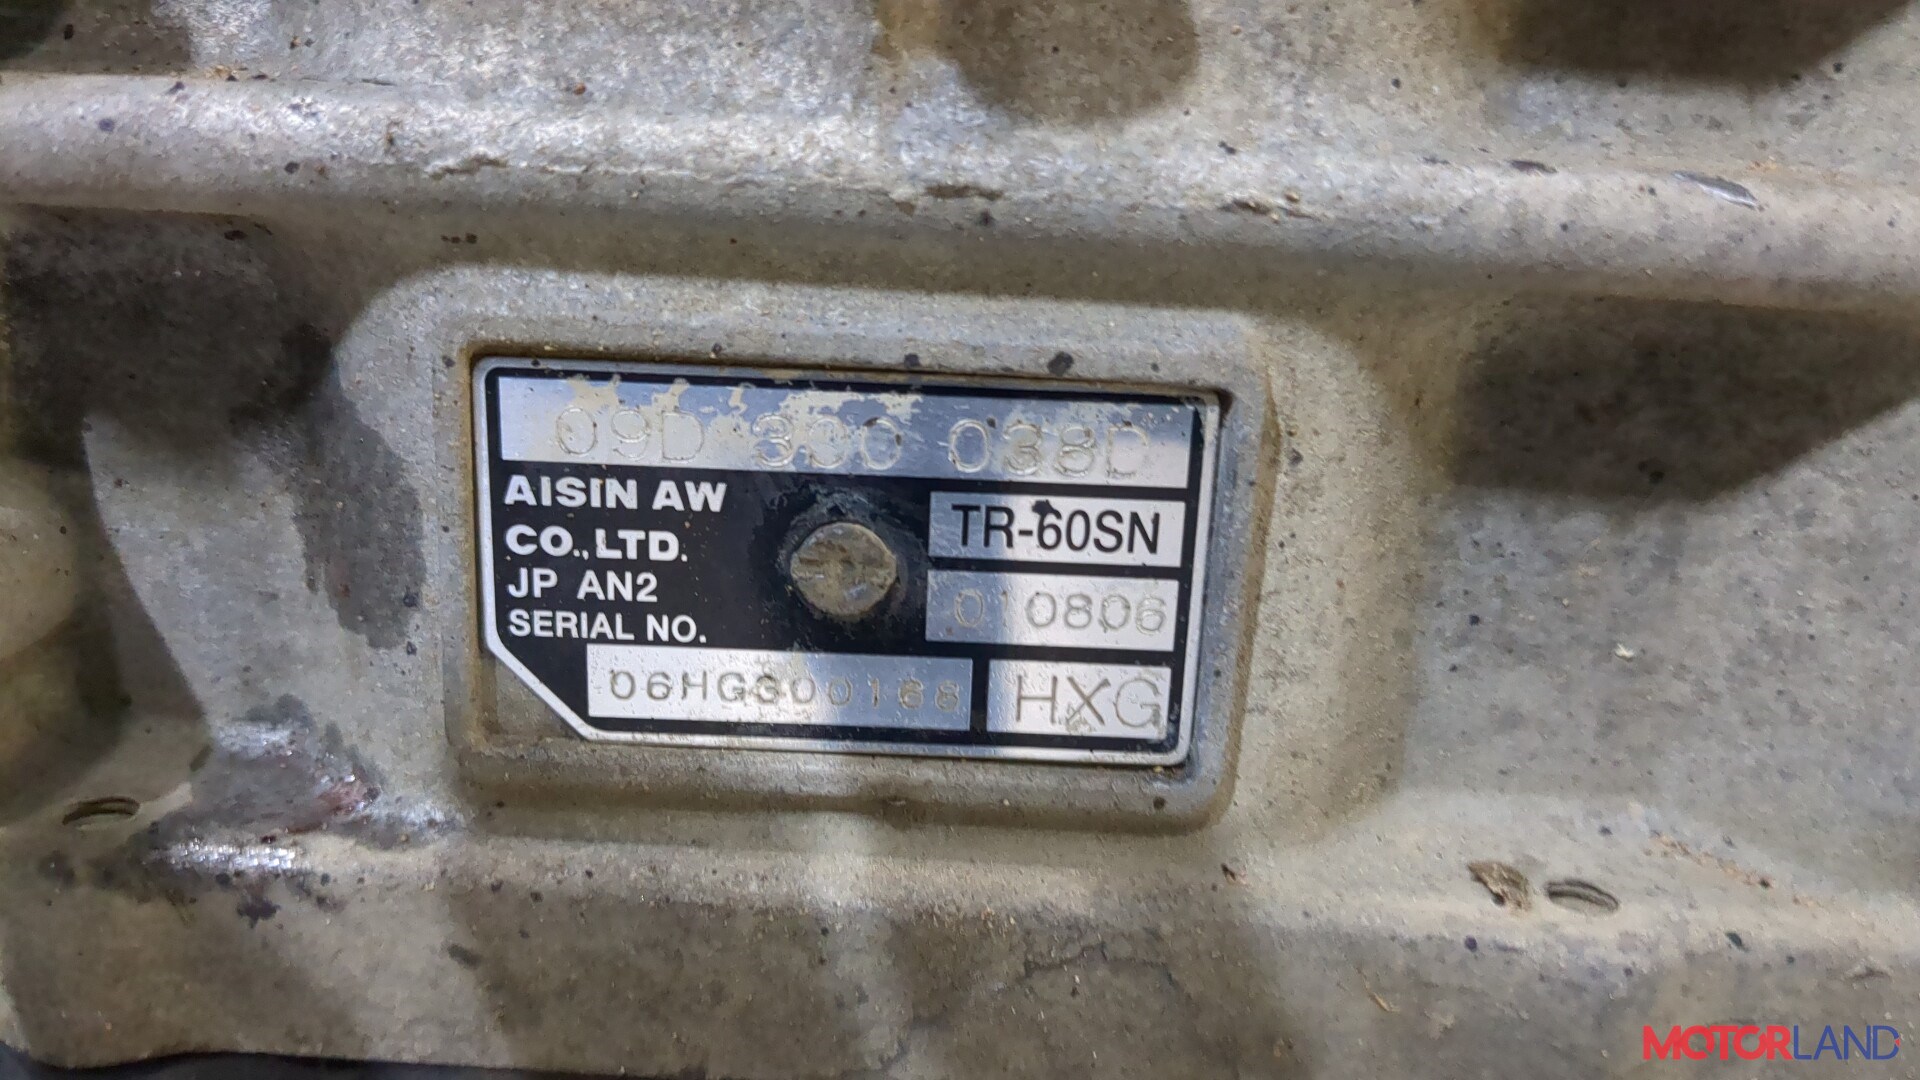 09D 300 038D
AISIN AW
CO.,LTD.
JP AN2
SERIAL NO.
TR-60SN
010806
06HG300168
HXG
MOTORLAND